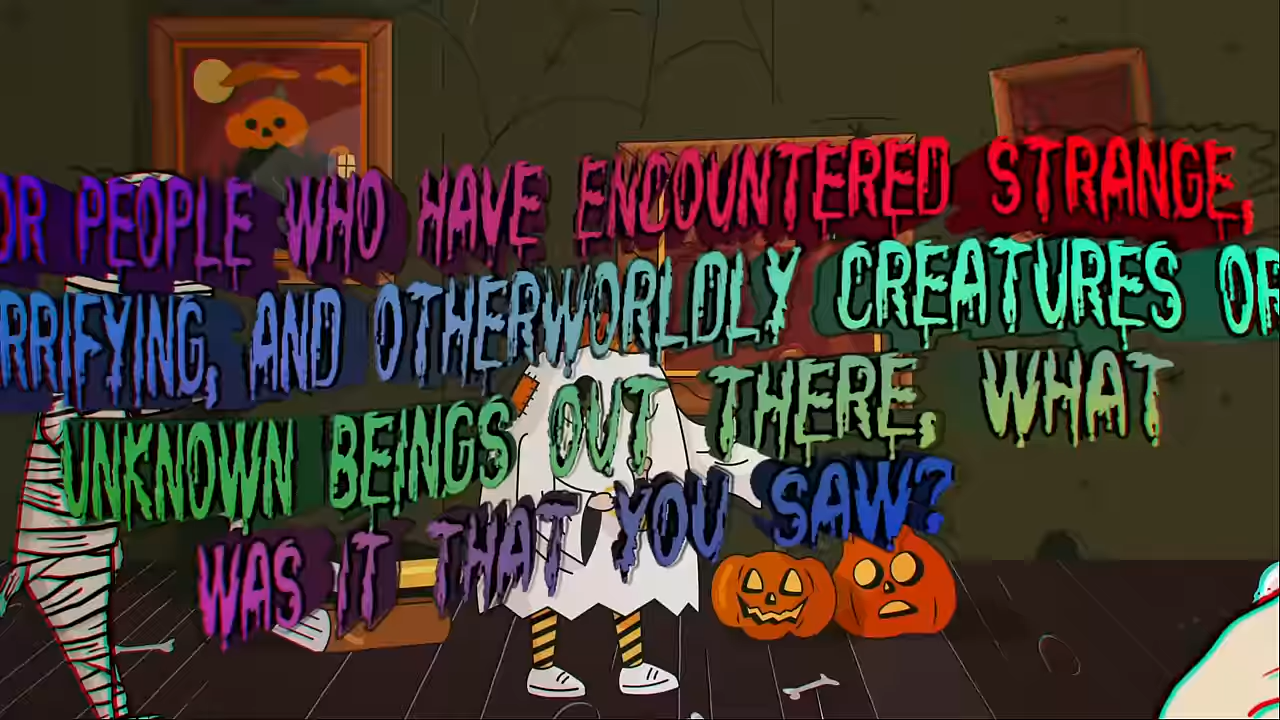 OR PEOPLE WHO HAVE ENCOUNTERED STRANGE,
RRIFYING, AND OTHERWORLDLY CREATURES OR
UNKNOWN BEINGS OUT THERE, WHAT
WAS IT THAT YOU SAW?